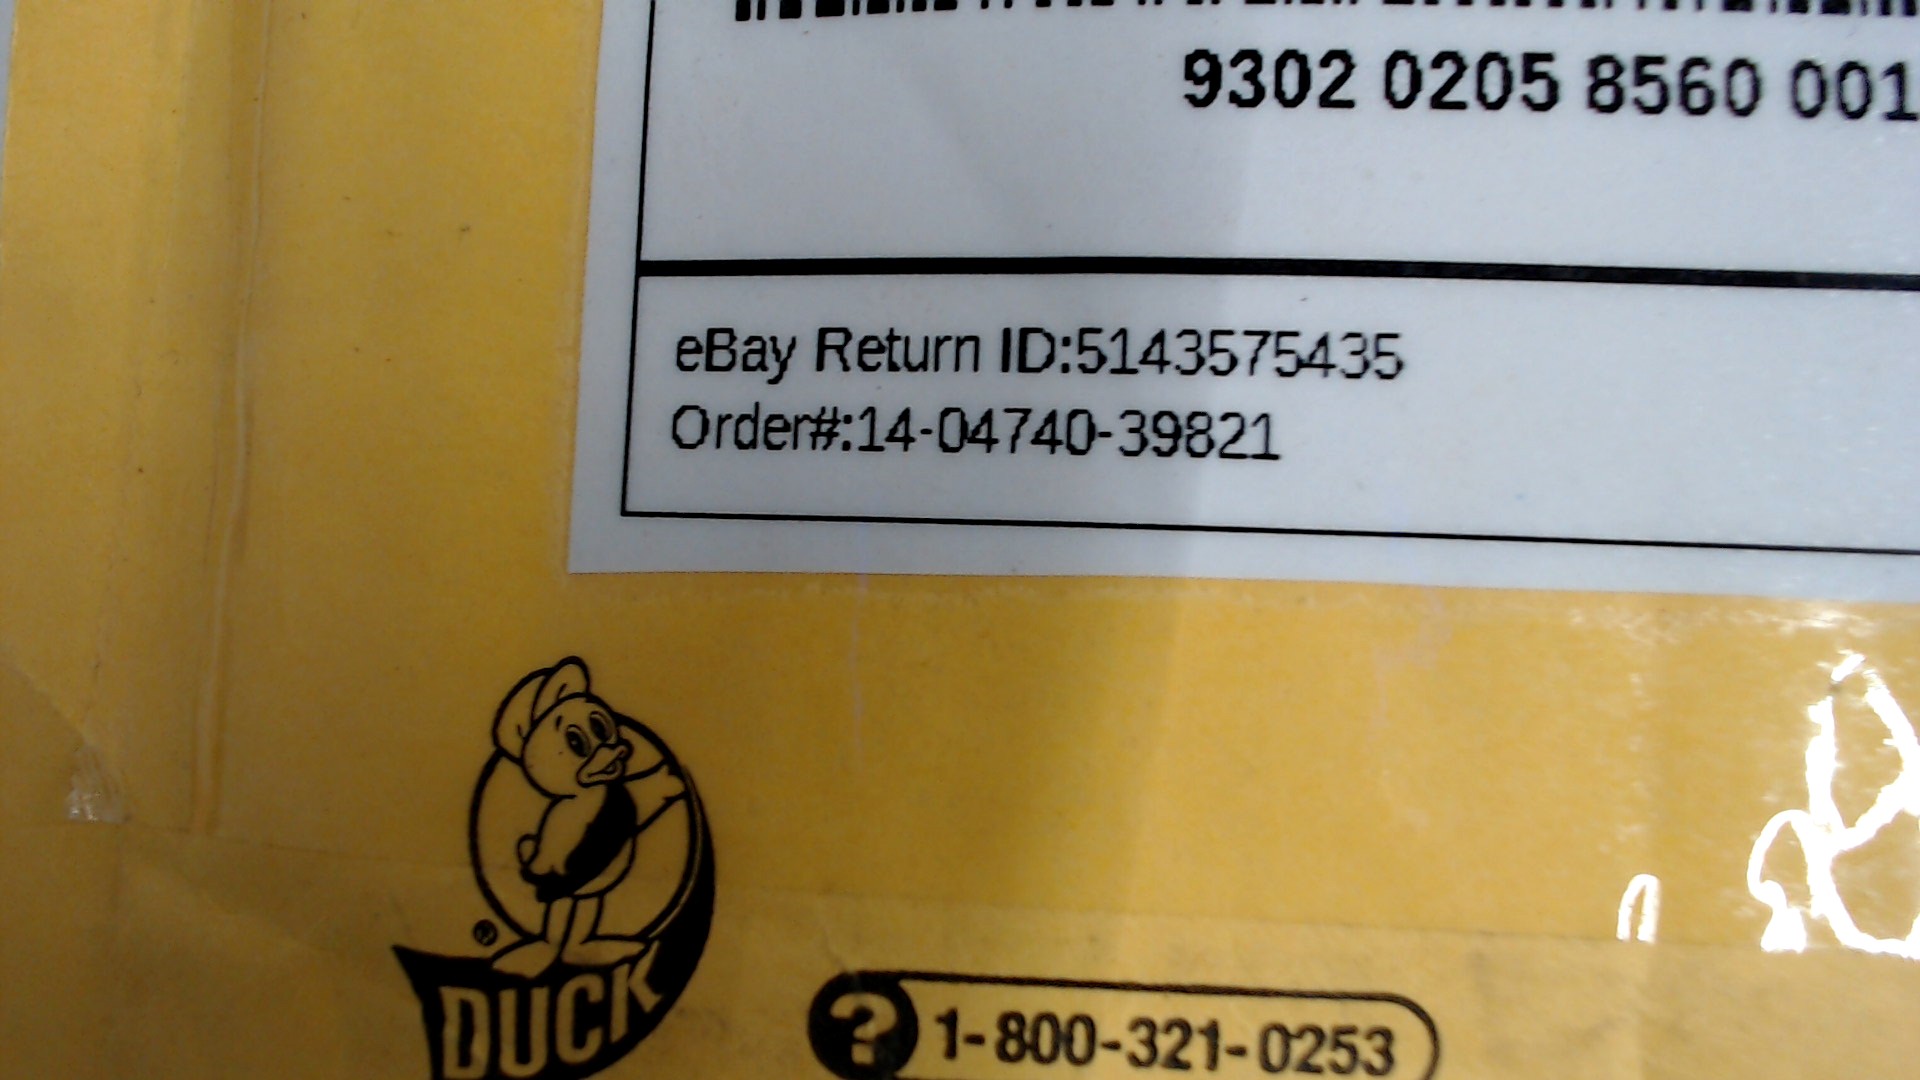 9302 0205 8560 001
eBay Return ID:5143575435
Order#:14-04740-39821
®
DUCK
? 1-800-321-0253